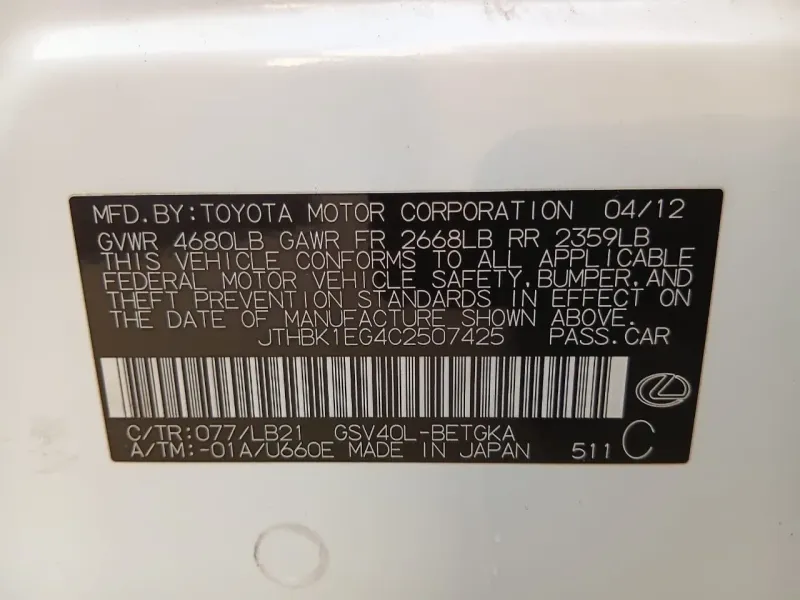 MFD. BY: TOYOTA MOTOR CORPORATION 04/12
GVWR 4680LB GAWR FR 2668LB RR 2359LB
THIS VEHICLE CONFORMS TO ALL APPLICABLE
FEDERAL MOTOR VEHICLE SAFETY, BUMPER, AND
THEFT PREVENTION STANDARDS IN EFFECT ON
THE DATE OF MANUFACTURE SHOWN ABOVE.
JTHBK1EG4C2507425 PASS. CAR
C/TR: 077/LB21 GSV40L-BETGKA
A/TM: -01A/U660E MADE IN JAPAN 511 C